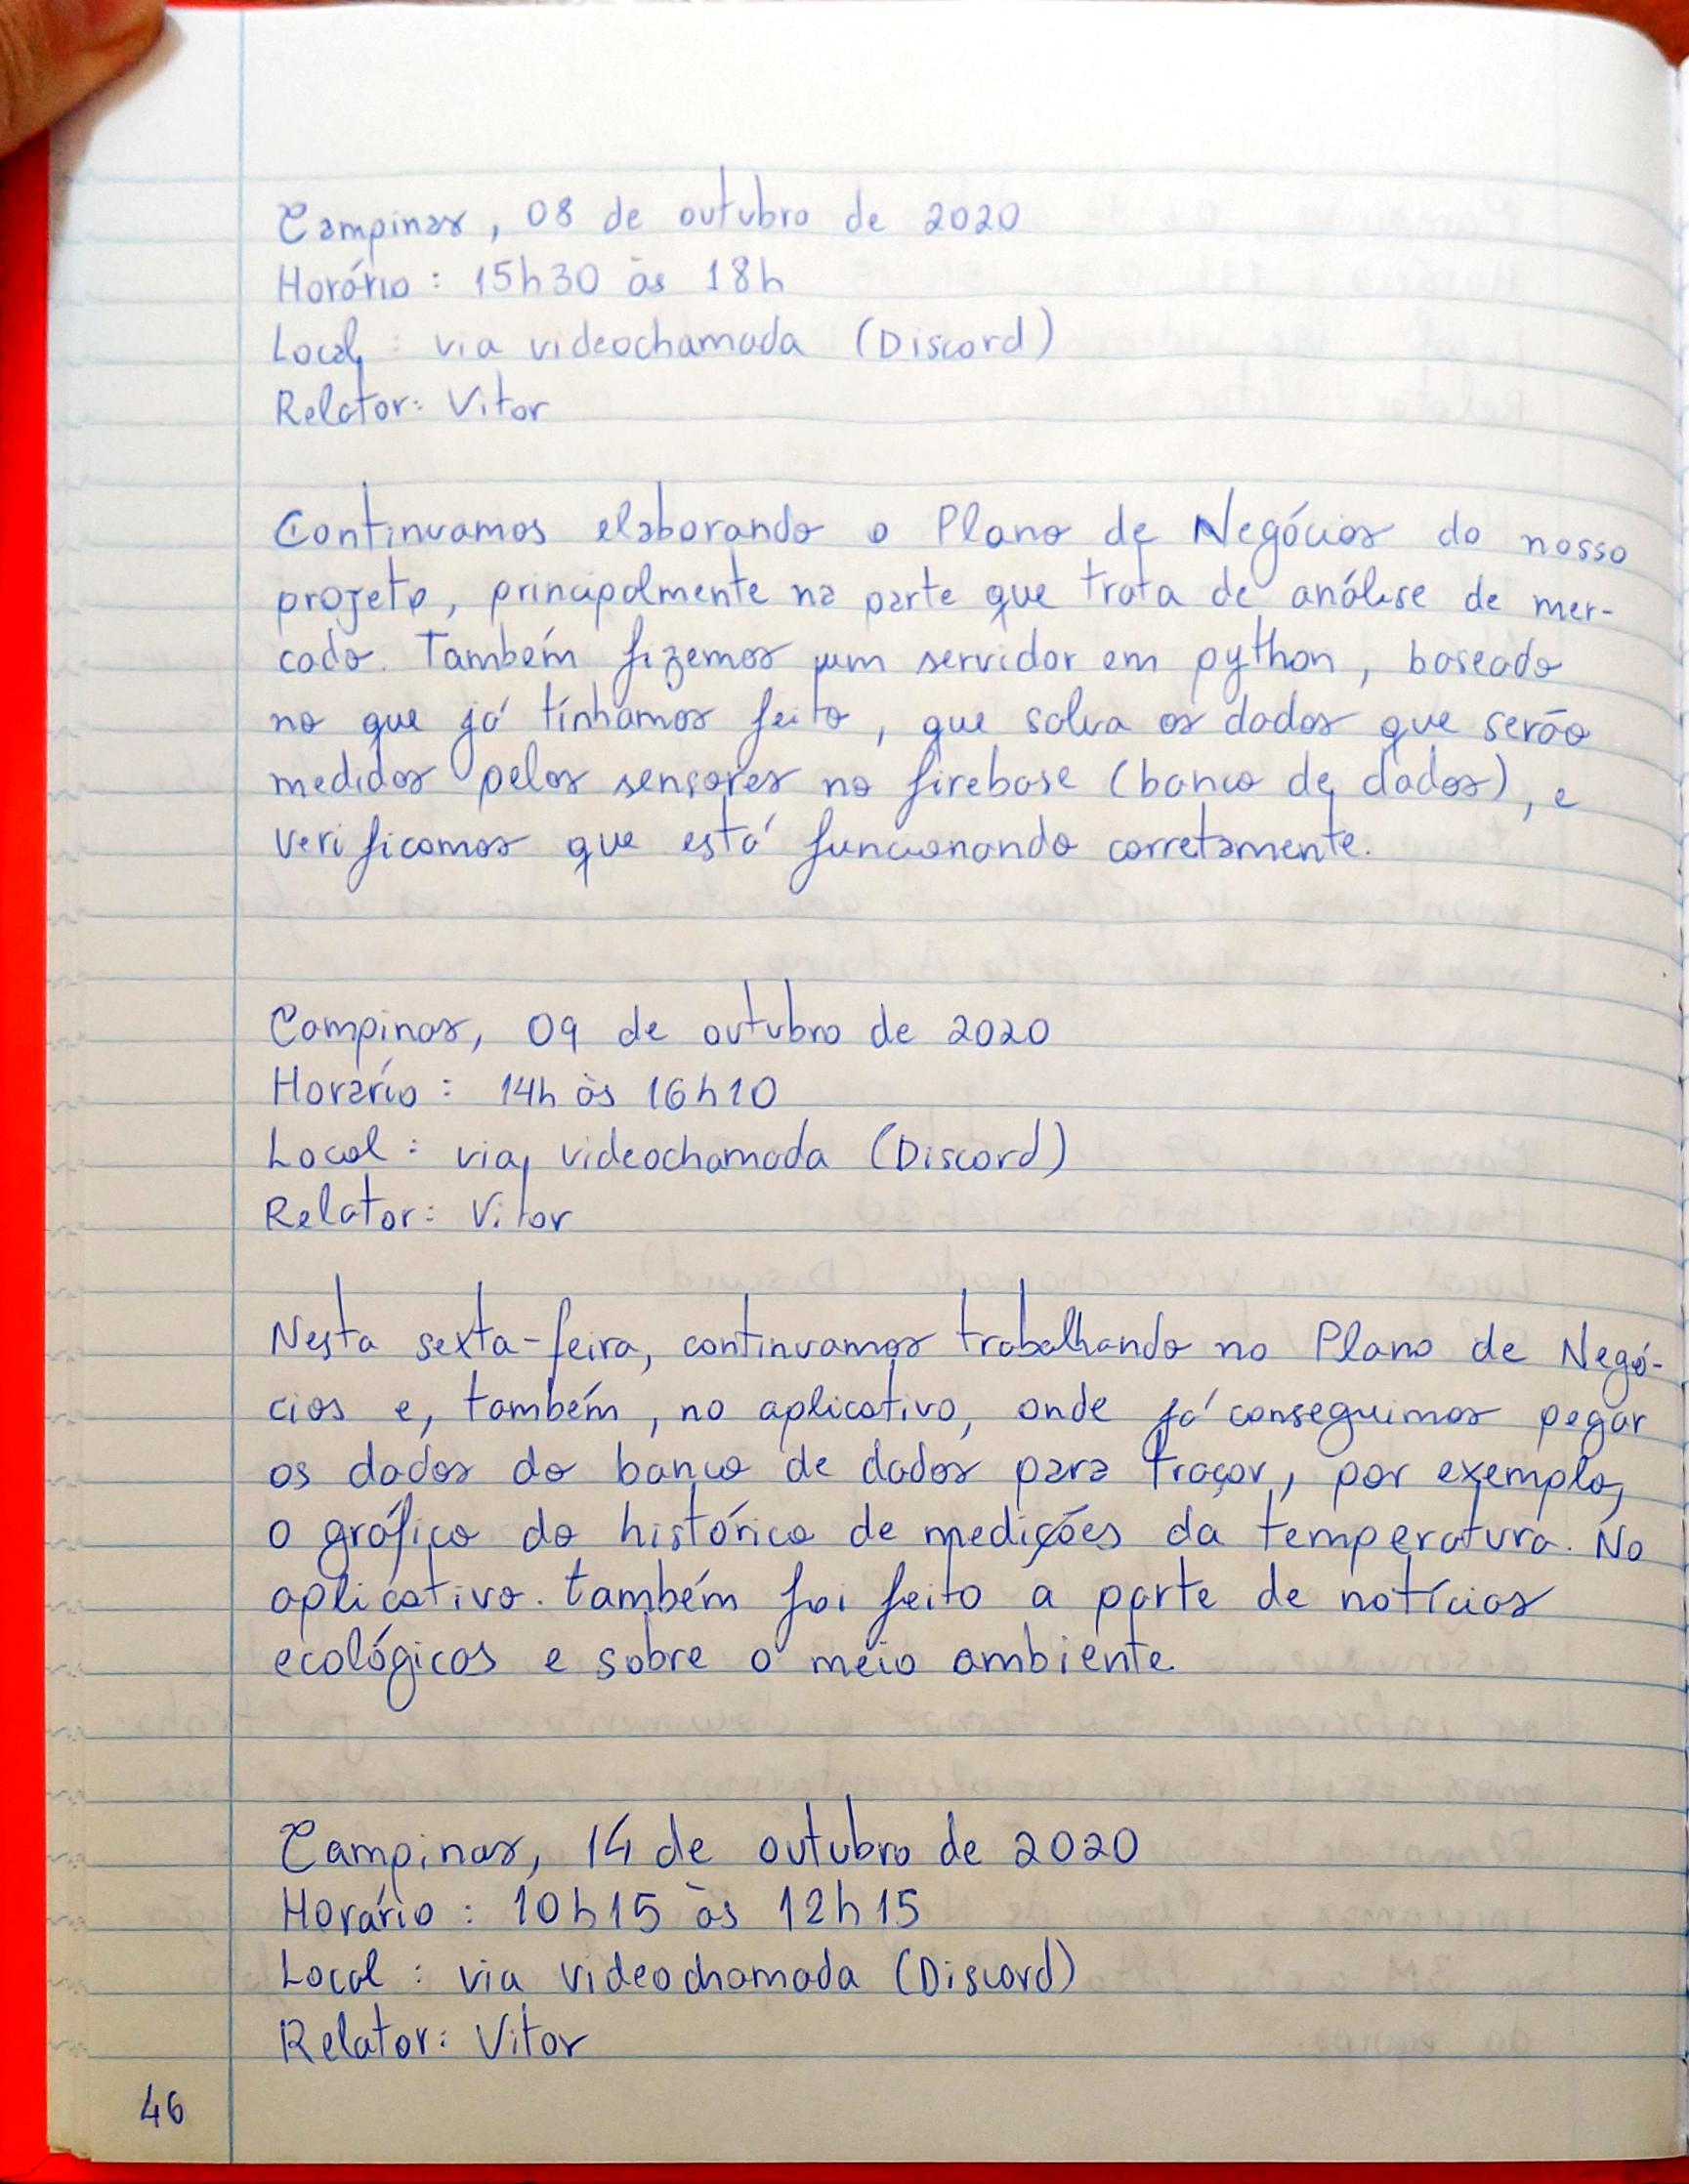 Campinas, 08 de outubro de 2020
Horário: 15h30 às 18h
Local: via videochamada (Discord)
Relator: Vitor
Continuamos elaborando o Plano de Negócios do nosso
projeto, principalmente na parte que trata de análise de mer-
cado. Também fizemos um servidor em python, baseado
no que já tínhamos feito, que salva os dados que serão
medidos pelos sensores no firebase (banco de dados), e
verificamos que está funcionando corretamente.
Campinas, 09 de outubro de 2020
Horário: 14h às 16h10
Local: via videochamada (Discord)
Relator: Vitor
Nesta sexta-feira, continuamos trabalhando no Plano de Negó-
cios e, também, no aplicativo, onde já conseguimos pegar
os dados do banco de dados para traçar, por exemplo,
o gráfico do histórico de medições da temperatura. No
aplicativo. também foi feito a parte de notícias
ecológicas e sobre o meio ambiente
Campinas, 14 de outubro de 2020
Horário: 10h15 às 12h15
Local: via videochamada (Discord)
Relator: Vitor
46